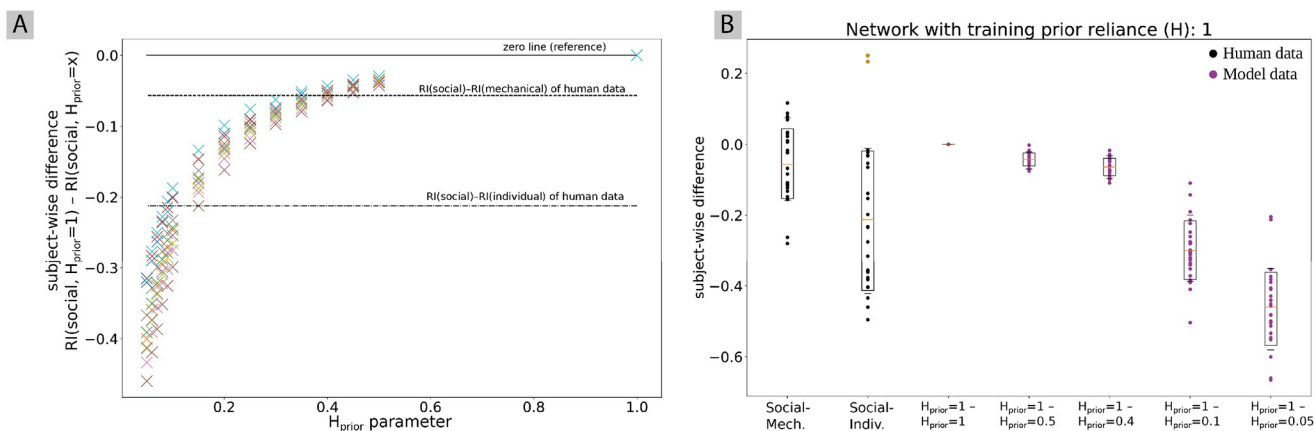 A
subject-wise difference
RI(social, Hprior=1) – RI(social, Hprior=x)
0.0
−0.1
−0.2
−0.3
−0.4
zero line (reference)
RI(social)–RI(mechanical) of human data
RI(social)–RI(individual) of human data
0.2 0.4 0.6 0.8 1.0
Hprior parameter
B
Network with training prior reliance (H): 1
Human data
Model data
subject-wise difference
0.2
0.0
−0.2
−0.4
−0.6
Social- Social- Hprior=1 – Hprior=1 – Hprior=1 – Hprior=1 – Hprior=1 –
Mech. Indiv. Hprior=1 Hprior=0.5 Hprior=0.4 Hprior=0.1 Hprior=0.05